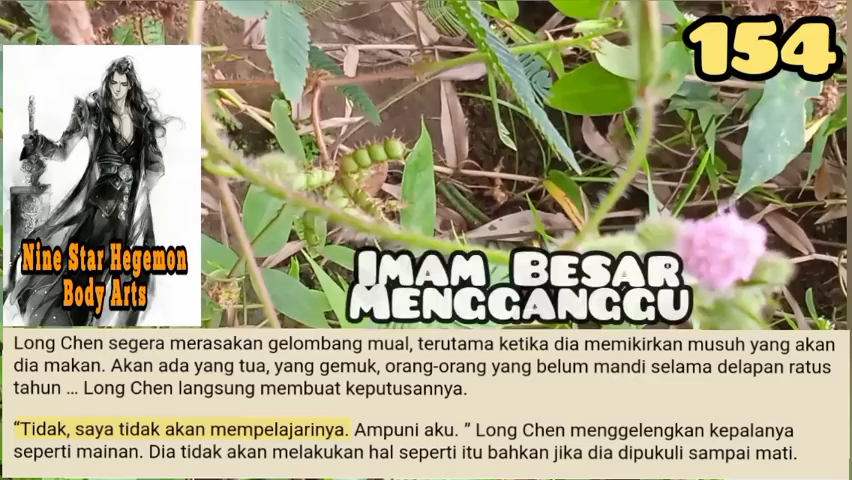 154
Nine Star Hegemon
Body Arts
Imam Besar
Mengganggu
Long Chen segera merasakan gelombang mual, terutama ketika dia memikirkan musuh yang akan
dia makan. Akan ada yang tua, yang gemuk, orang-orang yang belum mandi selama delapan ratus
tahun ... Long Chen langsung membuat keputusannya.
“Tidak, saya tidak akan mempelajarinya. Ampuni aku. ” Long Chen menggelengkan kepalanya
seperti mainan. Dia tidak akan melakukan hal seperti itu bahkan jika dia dipukuli sampai mati.